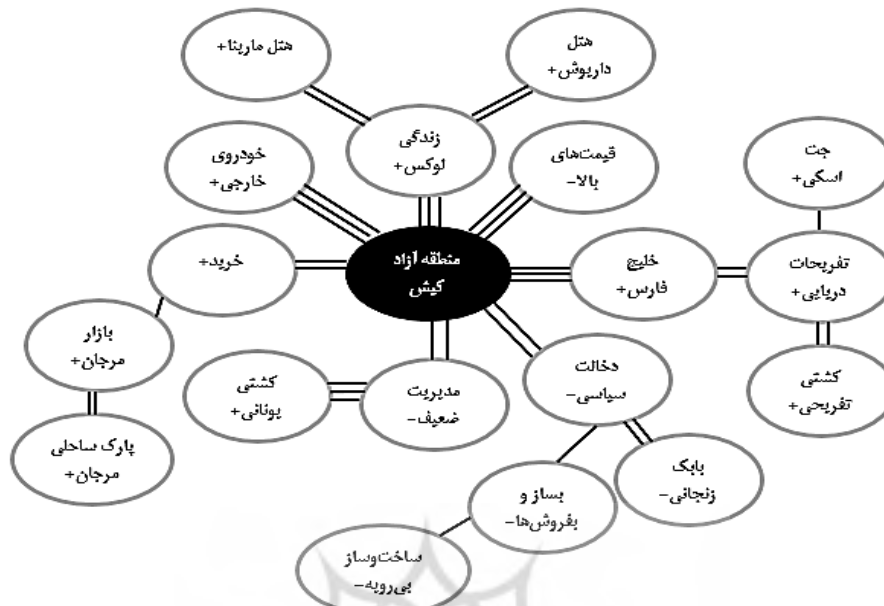 هتل مارینا+
هتل
داریوش+
زندگی
لوکس+
خودروی
خارجی+
قیمت‌های
بالا-
جت
اسکی+
خرید+
منطقه آزاد
کیش
خلیج
فارس+
تفریحات
دریایی+
بازار
مرجان+
کشتی
یونانی+
مدیریت
ضعیف-
دخالت
سیاسی-
کشتی
تفریحی+
پارک ساحلی
مرجان+
بساز و
بفروش‌ها-
بابک
زنجانی-
ساخت‌وساز
بی‌رویه-